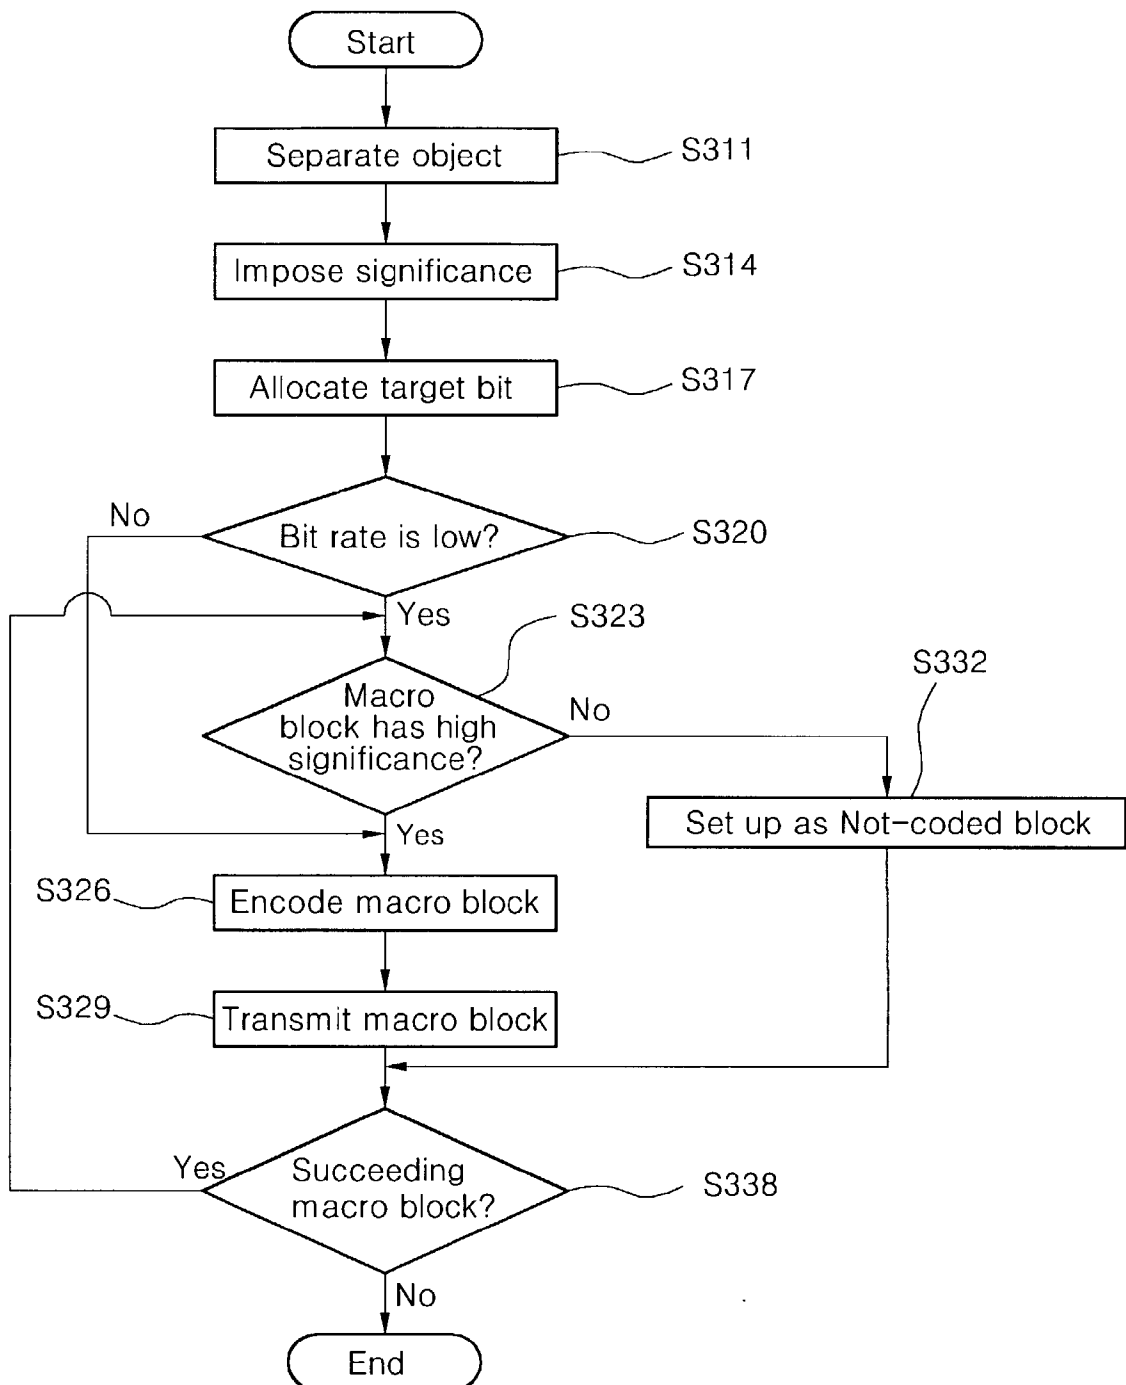 Start
Separate object
S311
Impose significance
S314
Allocate target bit
S317
No
Bit rate is low?
S320
Yes
S323
S332
Macro
block has high
significance?
No
Set up as Not-coded block
Yes
S326
Encode macro block
S329
Transmit macro block
Yes
Succeeding
macro block?
S338
No
End